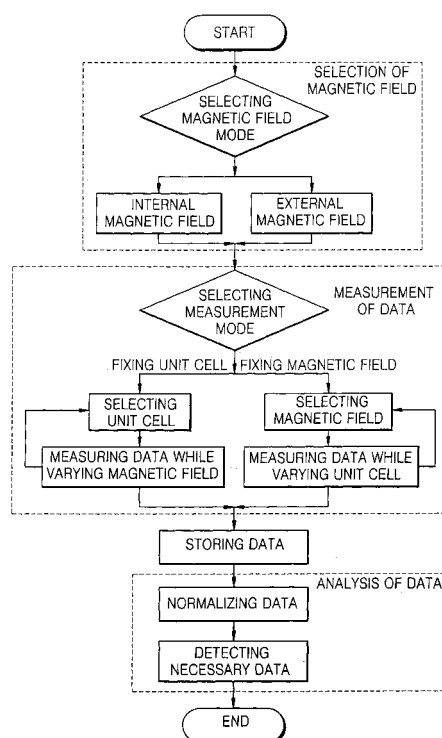 START
SELECTION OF
MAGNETIC FIELD
SELECTING
MAGNETIC FIELD
MODE
INTERNAL
MAGNETIC FIELD
EXTERNAL
MAGNETIC FIELD
SELECTING
MEASUREMENT
MODE
MEASUREMENT
OF DATA
FIXING UNIT CELL
FIXING MAGNETIC FIELD
SELECTING
UNIT CELL
SELECTING
MAGNETIC FIELD
MEASURING DATA WHILE
VARYING MAGNETIC FIELD
MEASURING DATA WHILE
VARYING UNIT CELL
STORING DATA
ANALYSIS OF DATA
NORMALIZING DATA
DETECTING
NECESSARY DATA
END